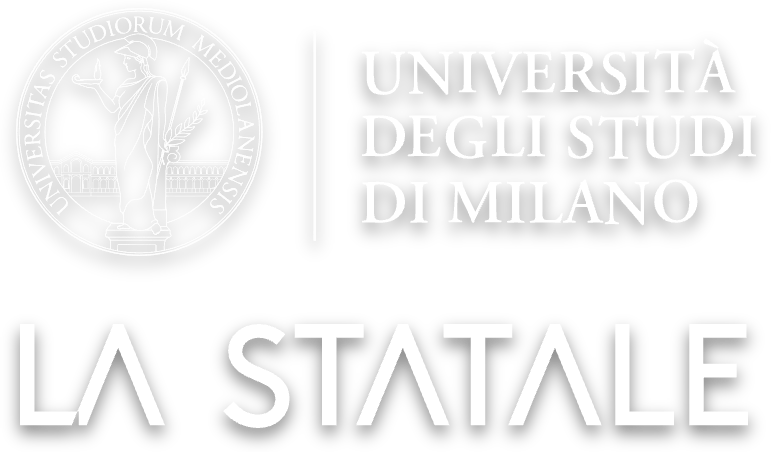 UNIVERSITAS STUDIORUM MEDIOLANENSIS
UNIVERSITÀ
DEGLI STUDI
DI MILANO
LA STATALE